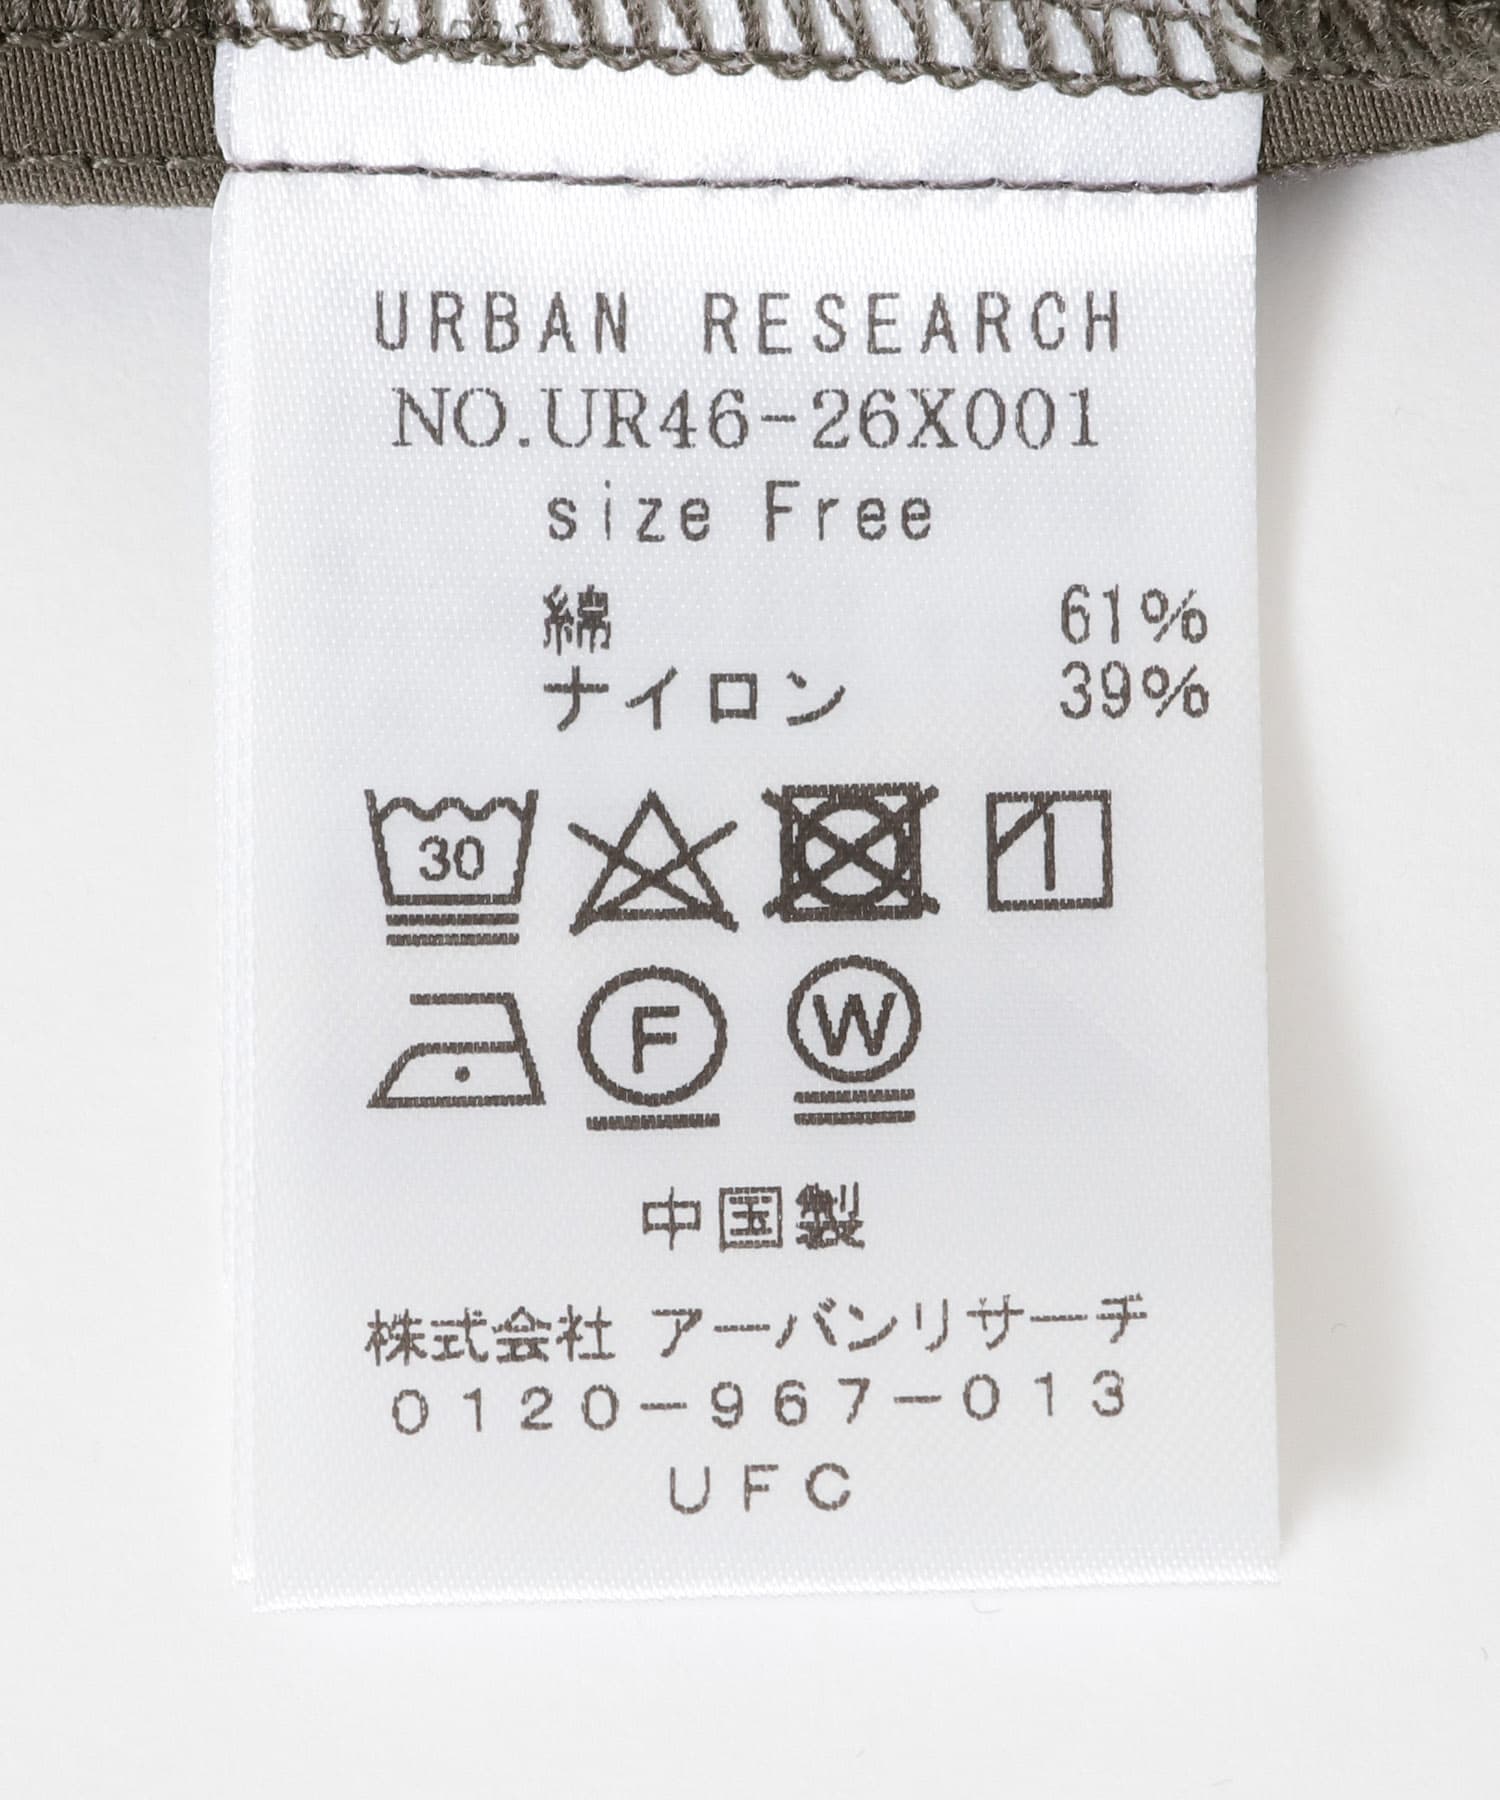 URBAN RESEARCH
NO.UR46-26X001
size Free
綿 61%
ナイロン 39%
30
F W
中国製
株式会社 アーバンリサーチ
0120-967-013
UFC